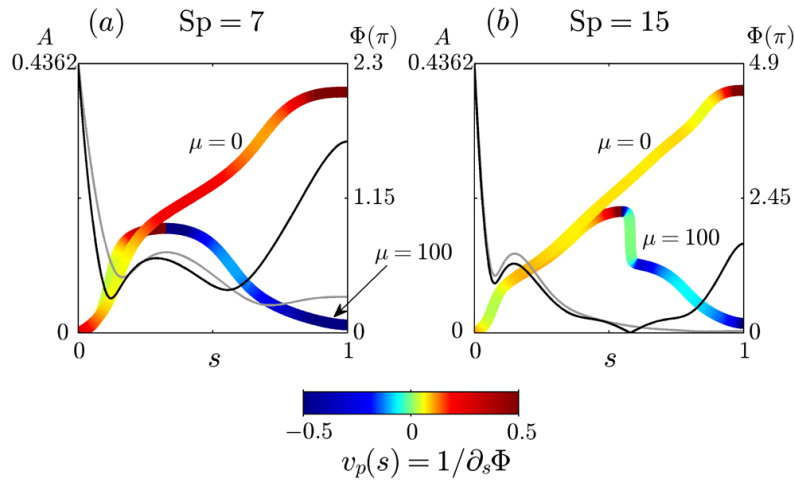 (a) Sp = 7
A Φ(π)
0.4362 2.3
μ = 0
1.15
μ = 100
0 0
0 s 1
(b) Sp = 15
A Φ(π)
0.4362 4.9
μ = 0
2.45
μ = 100
0 0
0 s 1
−0.5 0 0.5
v_p(s) = 1/∂_sΦ